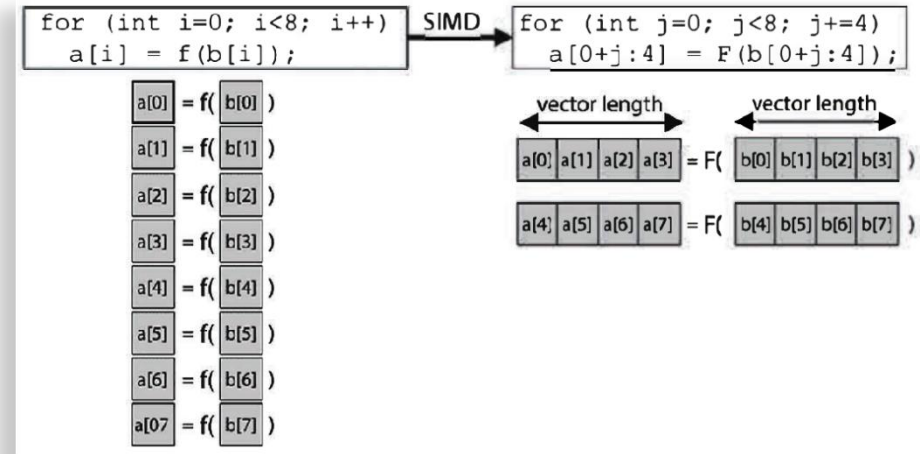 for (int i=0; i<8; i++)
a[i] = f(b[i]);
SIMD
for (int j=0; j<8; j+=4)
a[0+j:4] = F(b[0+j:4]);
a[0] = f( b[0] )
a[1] = f( b[1] )
a[2] = f( b[2] )
a[3] = f( b[3] )
a[4] = f( b[4] )
a[5] = f( b[5] )
a[6] = f( b[6] )
a[07 = f( b[7] )
vector length vector length
a[0] a[1] a[2] a[3] = F( b[0] b[1] b[2] b[3] )
a[4] a[5] a[6] a[7] = F( b[4] b[5] b[6] b[7] )